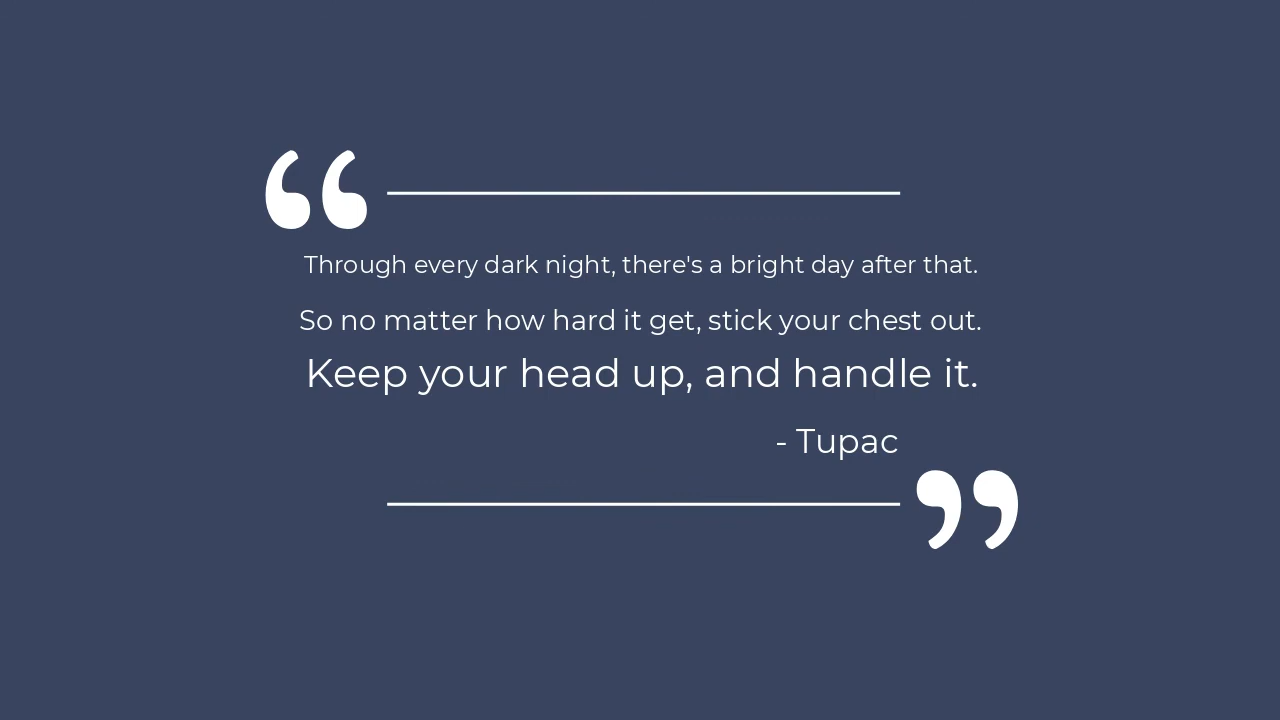 “
Through every dark night, there's a bright day after that.
So no matter how hard it get, stick your chest out.
Keep your head up, and handle it.
- Tupac
”